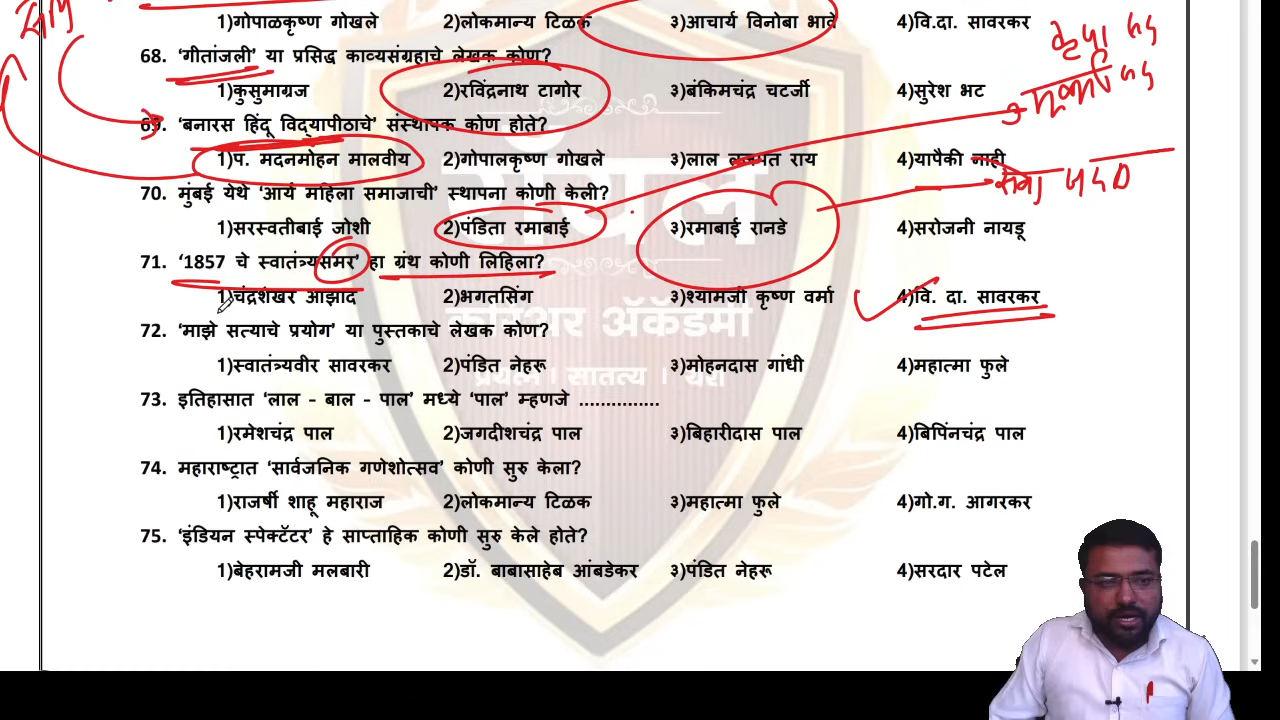 1)गोपाळकृष्ण गोखले 2)लोकमान्य टिळक ३)आचार्य विनोबा भावे 4)वि.दा. सावरकर
68. ‘गीतांजली’ या प्रसिद्ध काव्यसंग्रहाचे लेखक कोण?
1)कुसुमाग्रज 2)रविंद्रनाथ टागोर ३)बंकिमचंद्र चटर्जी 4)सुरेश भट
69. ‘बनारस हिंदू विद्यापीठाचे’ संस्थापक कोण होते?
1)प. मदनमोहन मालवीय 2)गोपालकृष्ण गोखले ३)लाल लजपत राय 4)यापैकी नाही
70. मुंबई येथे ‘आर्य महिला समाजाची’ स्थापना कोणी केली?
1)सरस्वतीबाई जोशी 2)पंडिता रमाबाई ३)रमाबाई रानडे 4)सरोजनी नायडू
71. ‘1857 चे स्वातंत्र्यसमर’ हा ग्रंथ कोणी लिहिला?
1)चंद्रशेखर आझाद 2)भगतसिंग ३)श्यामजी कृष्ण वर्मा 4)वि. दा. सावरकर
72. ‘माझे सत्याचे प्रयोग’ या पुस्तकाचे लेखक कोण?
1)स्वातंत्र्यवीर सावरकर 2)पंडित नेहरू ३)मोहनदास गांधी 4)महात्मा फुले
73. इतिहासात ‘लाल – बाल – पाल’ मध्ये ‘पाल’ म्हणजे ...............
1)रमेशचंद्र पाल 2)जगदीशचंद्र पाल ३)बिहारीदास पाल 4)बिपिंनचंद्र पाल
74. महाराष्ट्रात ‘सार्वजनिक गणेशोत्सव’ कोणी सुरु केला?
1)राजर्षी शाहू महाराज 2)लोकमान्य टिळक ३)महात्मा फुले 4)गो.ग. आगरकर
75. ‘इंडियन स्पेक्टॅटर’ हे साप्ताहिक कोणी सुरु केले होते?
1)बेहरामजी मलबारी 2)डॉ. बाबासाहेब आंबडेकर ३)पंडित नेहरू 4)सरदार पटेल